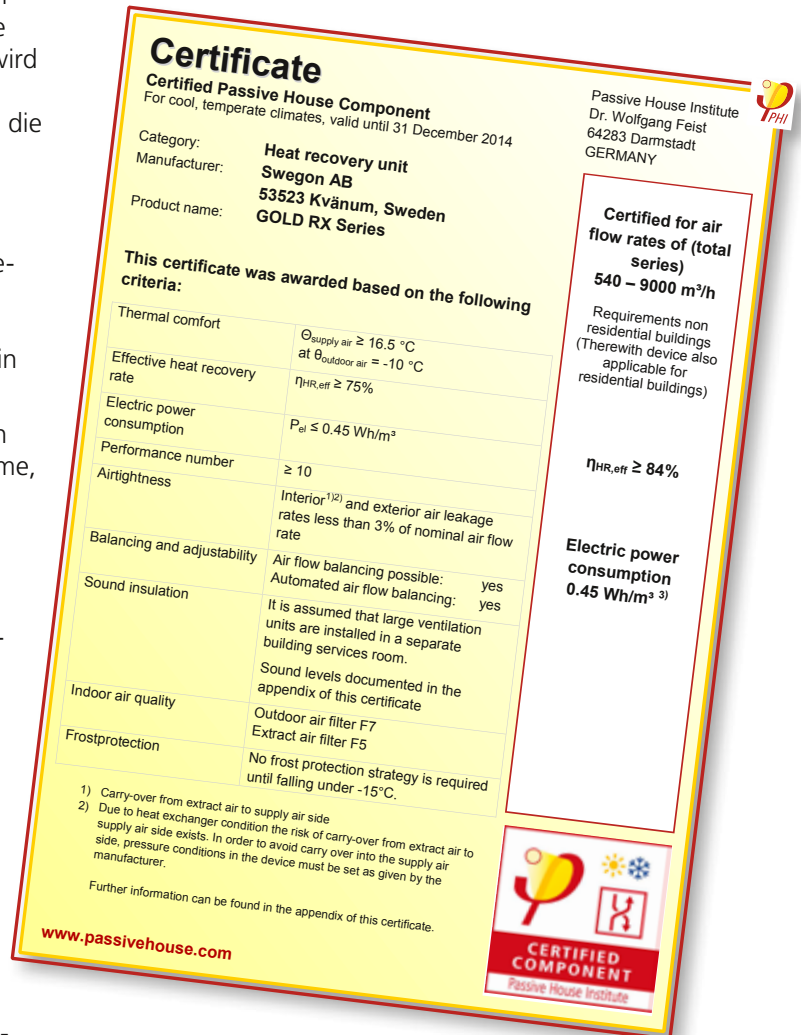 wird
die
e-
in
me,
Certificate
Certified Passive House Component
For cool, temperate climates, valid until 31 December 2014
Category: Heat recovery unit
Manufacturer: Swegon AB
53523 Kvänum, Sweden
Product name: GOLD RX Series
This certificate was awarded based on the following
criteria:
Thermal comfort
Θsupply air ≥ 16.5 °C
at θoutdoor air = -10 °C
Effective heat recovery
rate
ηHR,eff ≥ 75%
Electric power
consumption
Pel ≤ 0.45 Wh/m³
Performance number
≥ 10
Airtightness
Interior1)2) and exterior air leakage
rates less than 3% of nominal air flow
rate
Balancing and adjustability
Air flow balancing possible: yes
Automated air flow balancing: yes
Sound insulation
It is assumed that large ventilation
units are installed in a separate
building services room.
Sound levels documented in the
appendix of this certificate
Indoor air quality
Outdoor air filter F7
Extract air filter F5
Frostprotection
No frost protection strategy is required
until falling under -15°C.
1) Carry-over from extract air to supply air side
2) Due to heat exchanger condition the risk of carry-over from extract air to
supply air side exists. In order to avoid carry over into the supply air
side, pressure conditions in the device must be set as given by the
manufacturer.
Further information can be found in the appendix of this certificate.
www.passivehouse.com
Passive House Institute
Dr. Wolfgang Feist
64283 Darmstadt
GERMANY
PHI
Certified for air
flow rates of (total
series)
540 – 9000 m³/h
Requirements non
residential buildings
(Therewith device also
applicable for
residential buildings)
ηHR,eff ≥ 84%
Electric power
consumption
0.45 Wh/m³ 3)
CERTIFIED
COMPONENT
Passive House Institute